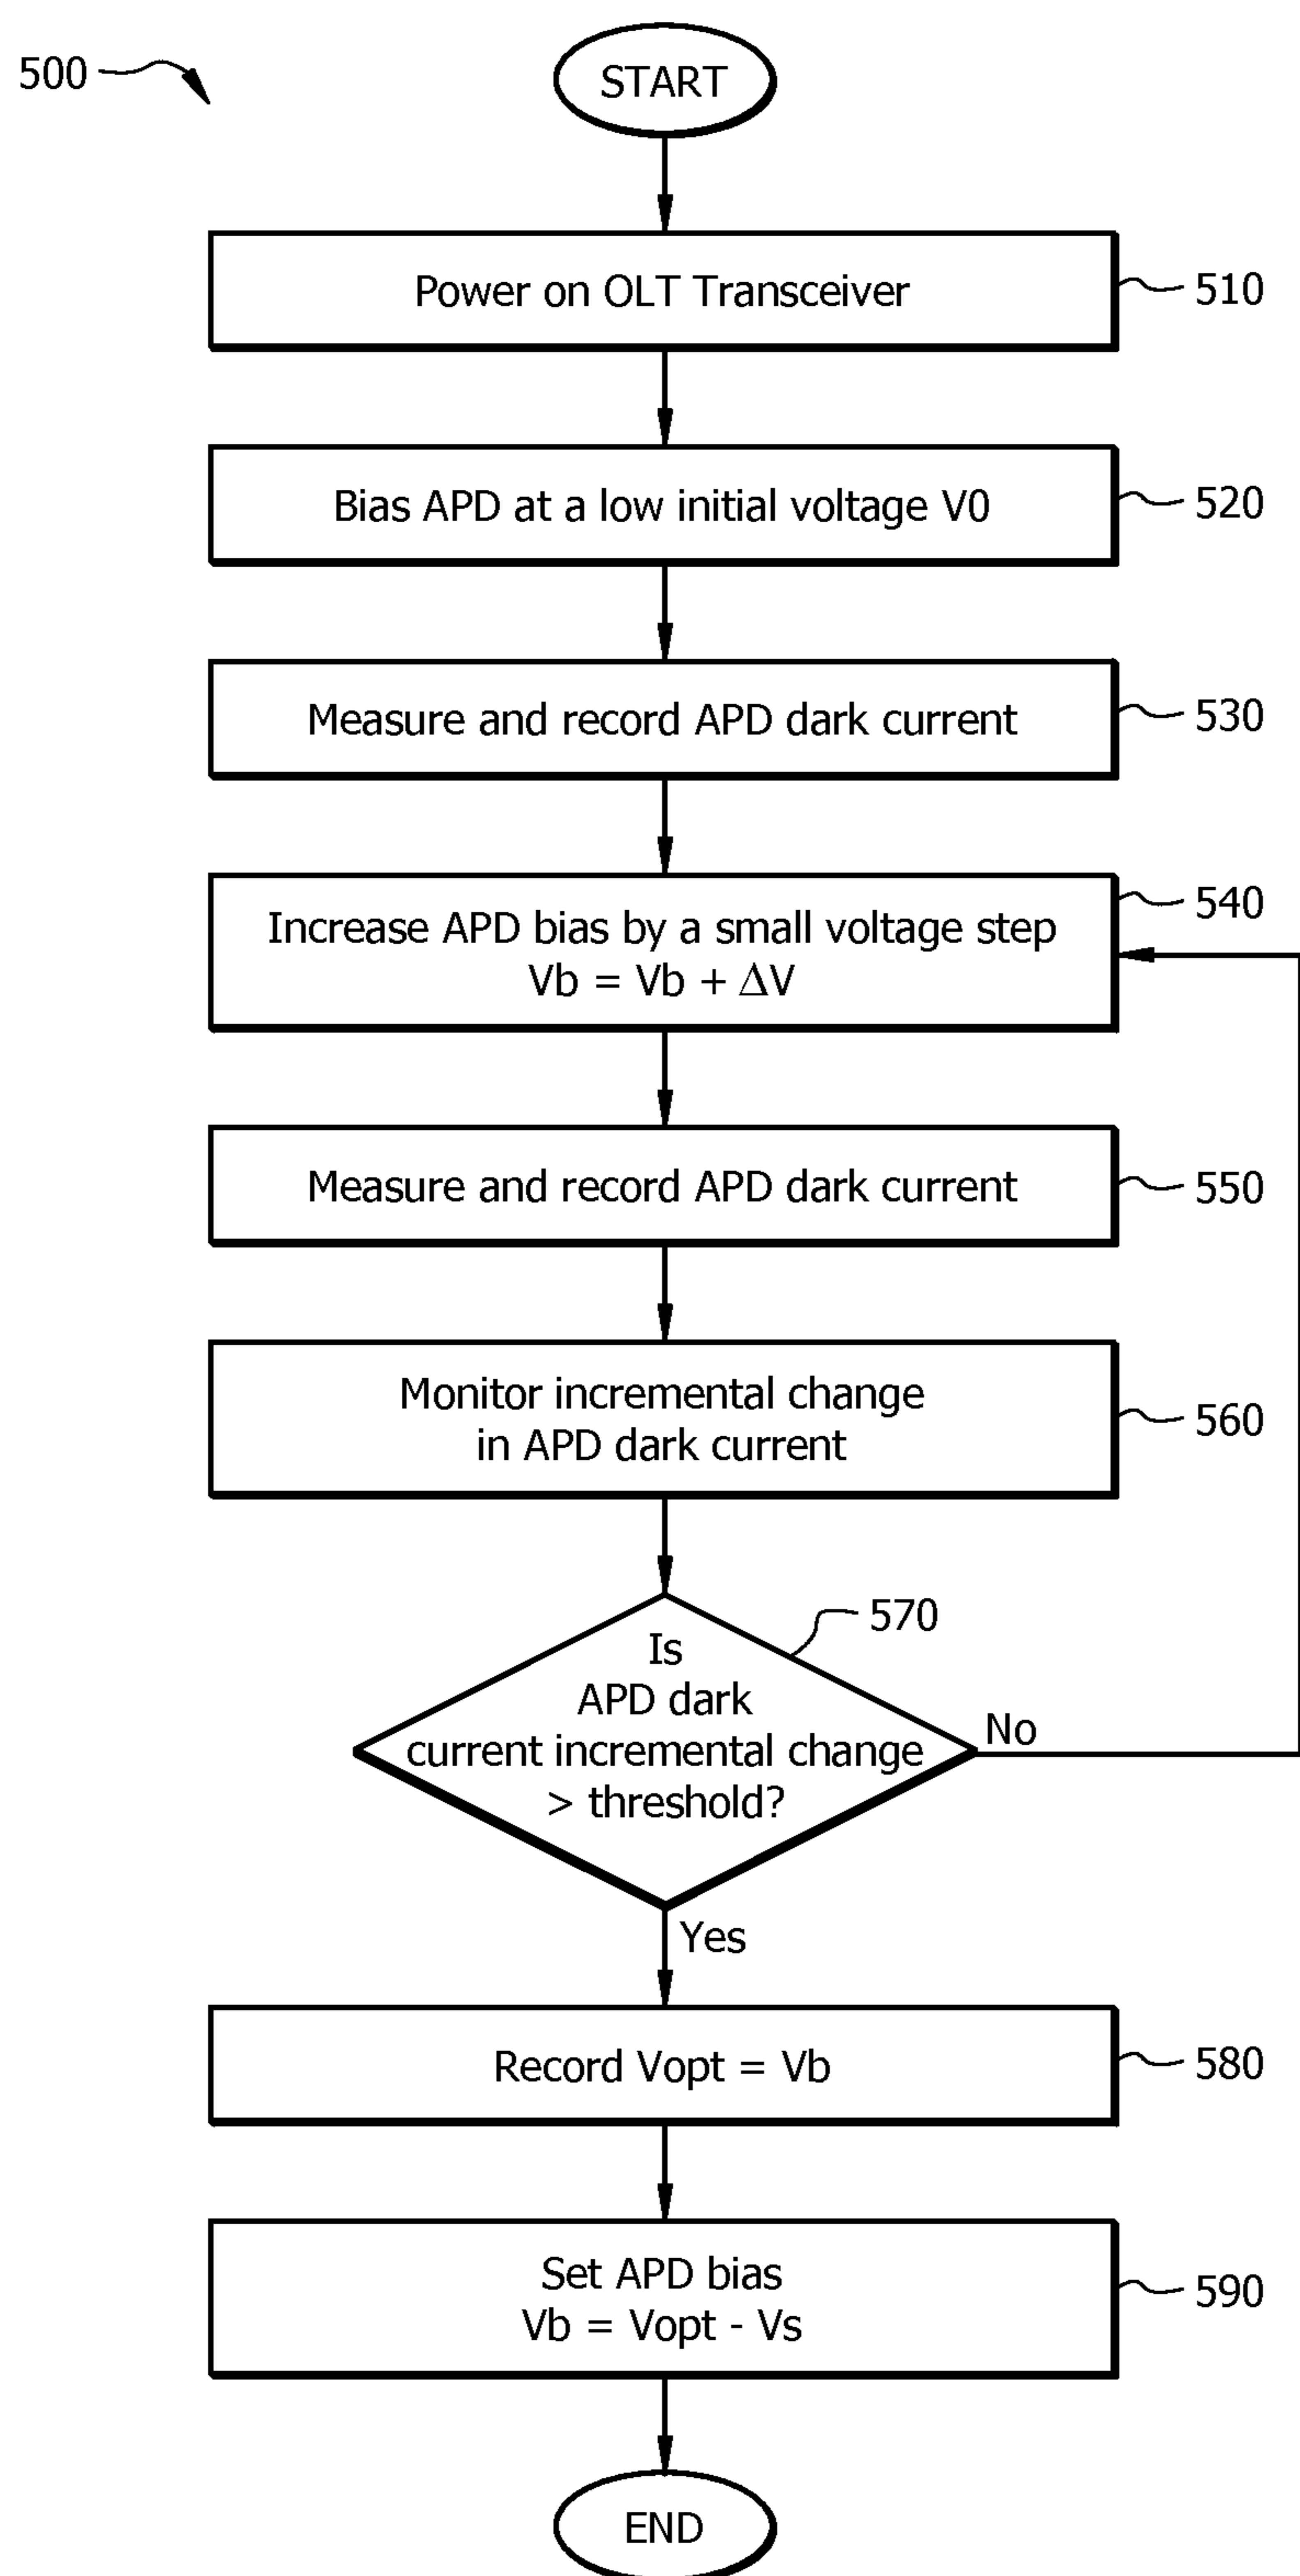 500
START
Power on OLT Transceiver
510
Bias APD at a low initial voltage V0
520
Measure and record APD dark current
530
Increase APD bias by a small voltage step
Vb = Vb + ΔV
540
Measure and record APD dark current
550
Monitor incremental change
in APD dark current
560
570
Is
APD dark
current incremental change
> threshold?
No
Yes
Record Vopt = Vb
580
Set APD bias
Vb = Vopt - Vs
590
END